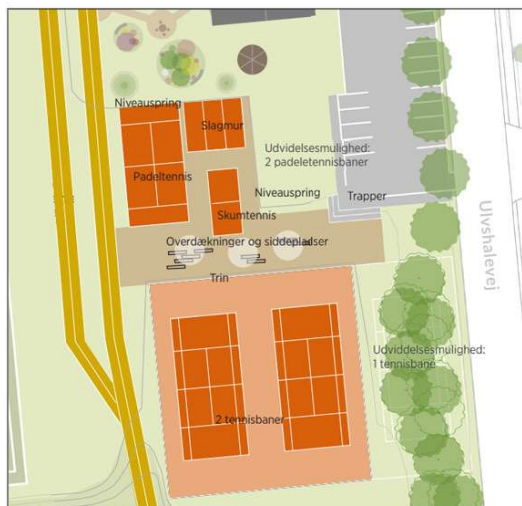 Niveauspring
Slagmur
Udvidelsesmulighed:
2 padeletennisbaner
Padeltennis
Niveauspring
Trapper
Skumtennis
Ulvshalevej
Overdækninger og siddepladser
Trin
Udviddelsesmulighed:
1 tennisbane
2 tennisbaner